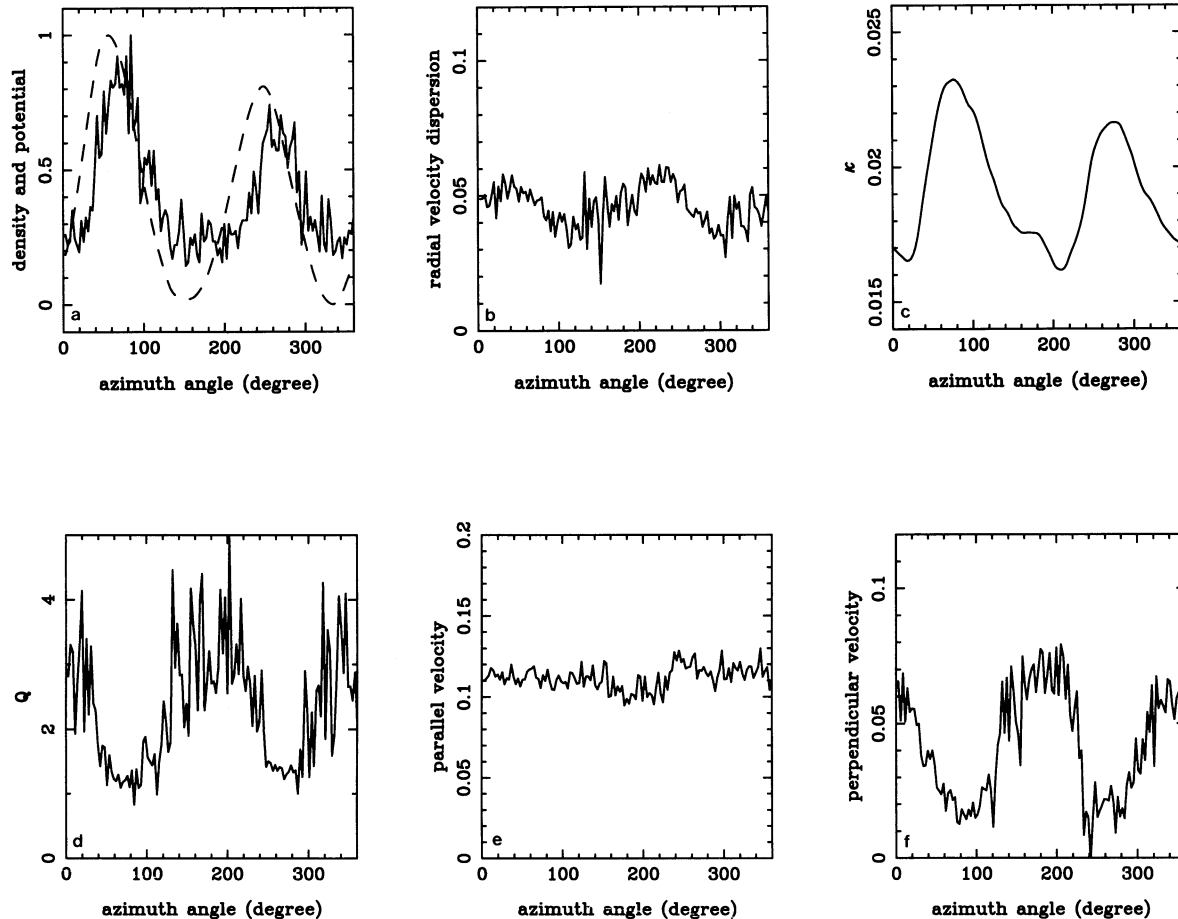 density and potential
1
0.5
0
a
0 100 200 300
azimuth angle (degree)
radial velocity dispersion
0.1
0.05
0
b
0 100 200 300
azimuth angle (degree)
κ
0.025
0.02
0.015
c
0 100 200 300
azimuth angle (degree)
Q
4
2
0
d
0 100 200 300
azimuth angle (degree)
parallel velocity
0.2
0.15
0.1
0.05
0
e
0 100 200 300
azimuth angle (degree)
perpendicular velocity
0.1
0.05
0
f
0 100 200 300
azimuth angle (degree)